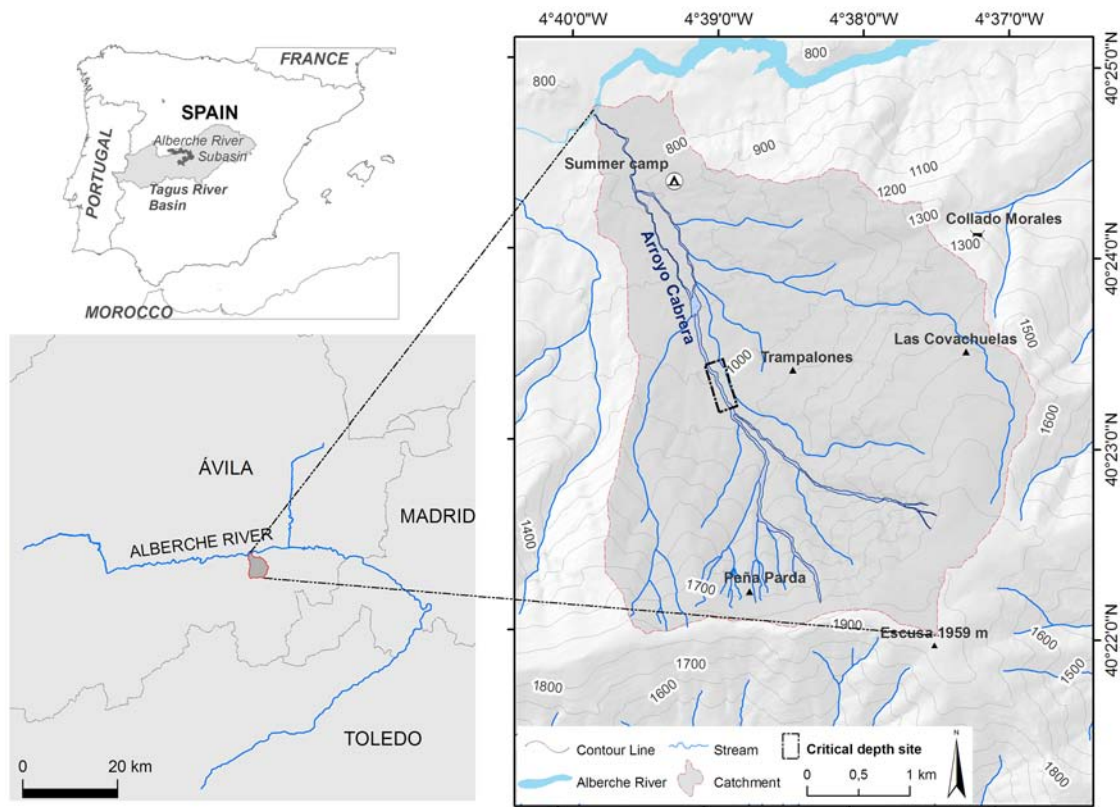 FRANCE
SPAIN
PORTUGAL
Alberche River
Subasin
Tagus River
Basin
MOROCCO
ÁVILA
MADRID
ALBERCHE RIVER
TOLEDO
0 20 km
4°40'0"W 4°39'0"W 4°38'0"W 4°37'0"W
40°25'0"N
40°24'0"N
40°23'0"N
40°22'0"N
800
800
800
900
Summer camp
1100
1200
1300
Collado Morales
1300
Arroyo Cabrera
1500
Las Covachuelas
Trampalones
1000
1600
1400
Peña Parda
1700
1900
Escusa 1959 m
1600
1700
1500
1800
1600
1800
Contour Line
Stream
Critical depth site
Alberche River
Catchment
N
0 0,5 1 km